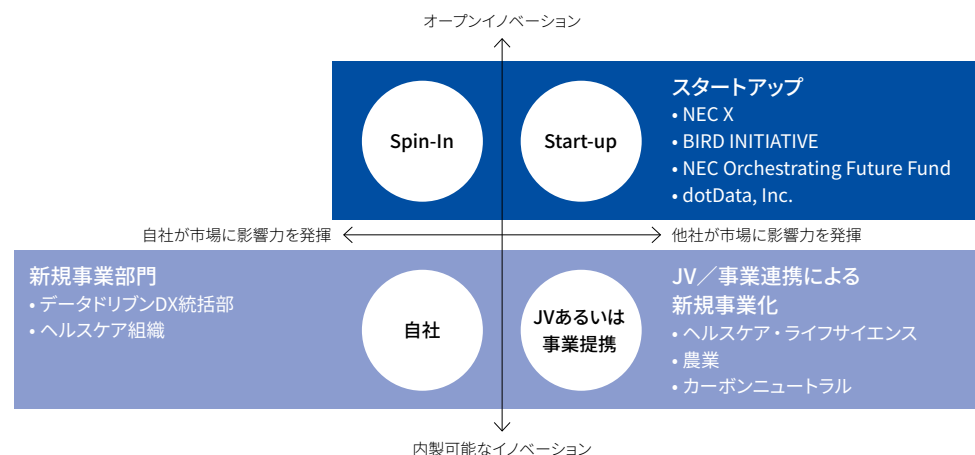 オープンイノベーション
Spin-In
Start-up
スタートアップ
• NEC X
• BIRD INITIATIVE
• NEC Orchestrating Future Fund
• dotData, Inc.
自社が市場に影響力を発揮
他社が市場に影響力を発揮
新規事業部門
• データドリブンDX統括部
• ヘルスケア組織
自社
JVあるいは
事業提携
JV／事業連携による
新規事業化
• ヘルスケア・ライフサイエンス
• 農業
• カーボンニュートラル
内製可能なイノベーション